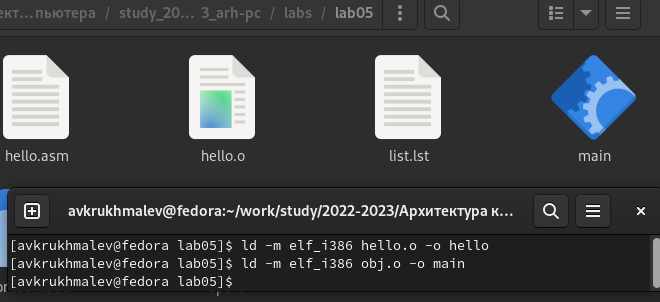 ект...пьютера / study_20... 3_arh-pc / labs / lab05
hello.asm hello.o list.lst main
avkrukhmalev@fedora:~/work/study/2022-2023/Архитектура к...
[avkrukhmalev@fedora lab05]$ ld -m elf_i386 hello.o -o hello
[avkrukhmalev@fedora lab05]$ ld -m elf_i386 obj.o -o main
[avkrukhmalev@fedora lab05]$